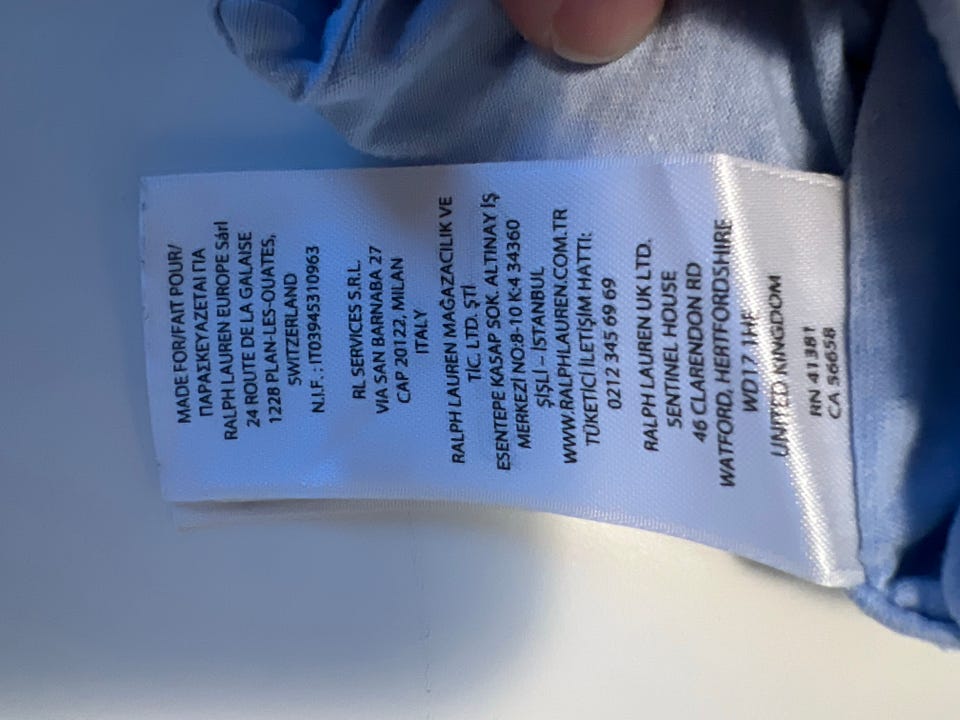 MADE FOR/FAIT POUR/
ΠΑΡΑΣΚΕΥΑΖΕΤΑΙ ΓΙΑ
RALPH LAUREN EUROPE Sàrl
24 ROUTE DE LA GALAISE
1228 PLAN-LES-OUATES,
SWITZERLAND
N.I.F. : IT03945310963
RL SERVICES S.R.L.
VIA SAN BARNABA 27
CAP 20122, MILAN
ITALY
RALPH LAUREN MAĞAZACILIK VE
TİC. LTD. ŞTİ
ESENTEPE KASAP SOK. ALTINAY İŞ
MERKEZİ NO:8-10 K:4 34360
ŞİŞLİ – İSTANBUL
WWW.RALPHLAUREN.COM.TR
TÜKETİCİ İLETİŞİM HATTI:
0212 345 69 69
RALPH LAUREN UK LTD.
SENTINEL HOUSE
46 CLARENDON RD
WATFORD, HERTFORDSHIRE
WD17 1HE
UNITED KINGDOM
RN 41381
CA 56658